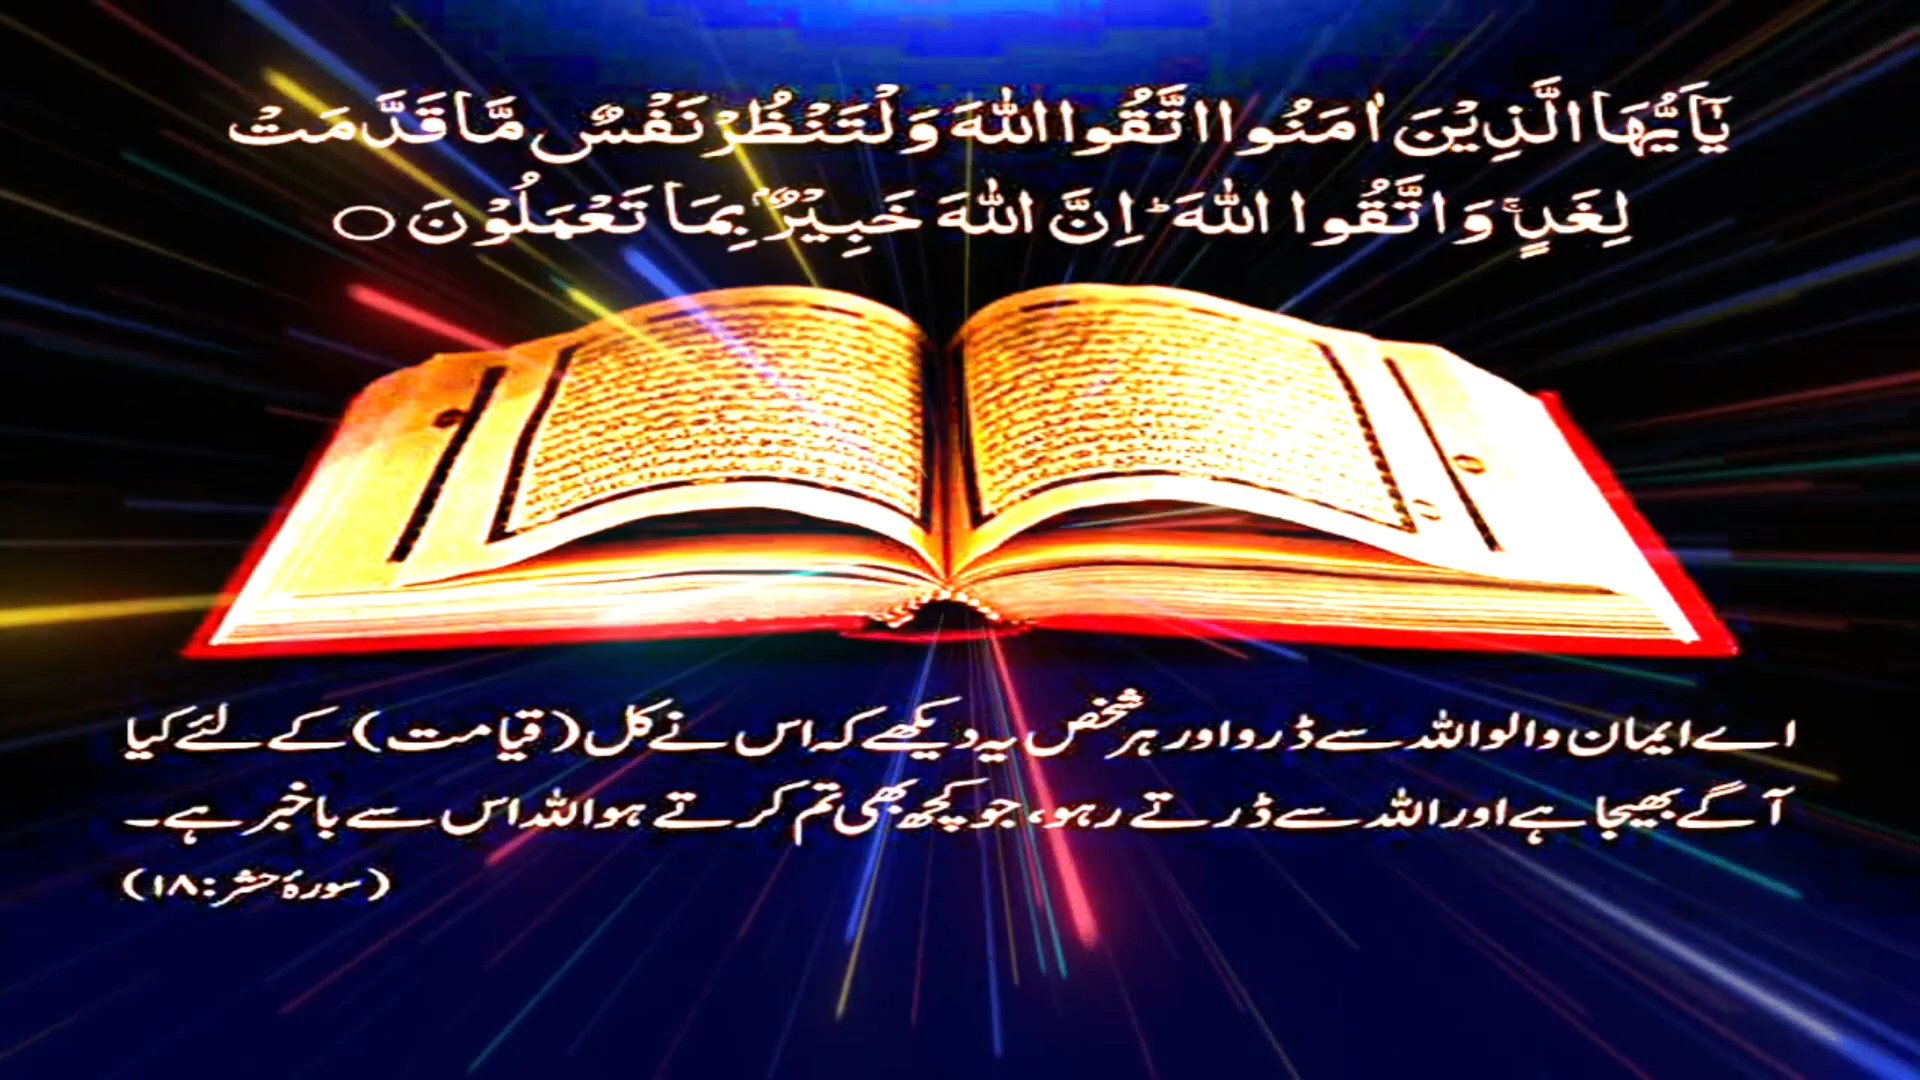 يٰٓاَيُّهَا الَّذِيْنَ اٰمَنُوا اتَّقُوا اللّٰهَ وَلْتَنْظُرْ نَفْسٌ مَّا قَدَّمَتْ
لِغَدٍۚ وَاتَّقُوا اللّٰهَ ؕ اِنَّ اللّٰهَ خَبِيْرٌۢ بِمَا تَعْمَلُوْنَ ○
اے ایمان والو اللہ سے ڈرو اور ہر شخص یہ دیکھے کہ اس نے کل (قیامت) کے لئے کیا
آگے بھیجا ہے اور اللہ سے ڈرتے رہو، جو کچھ بھی تم کرتے ہو اللہ اس سے باخبر ہے۔
(سورۂ حشر: ۱۸)